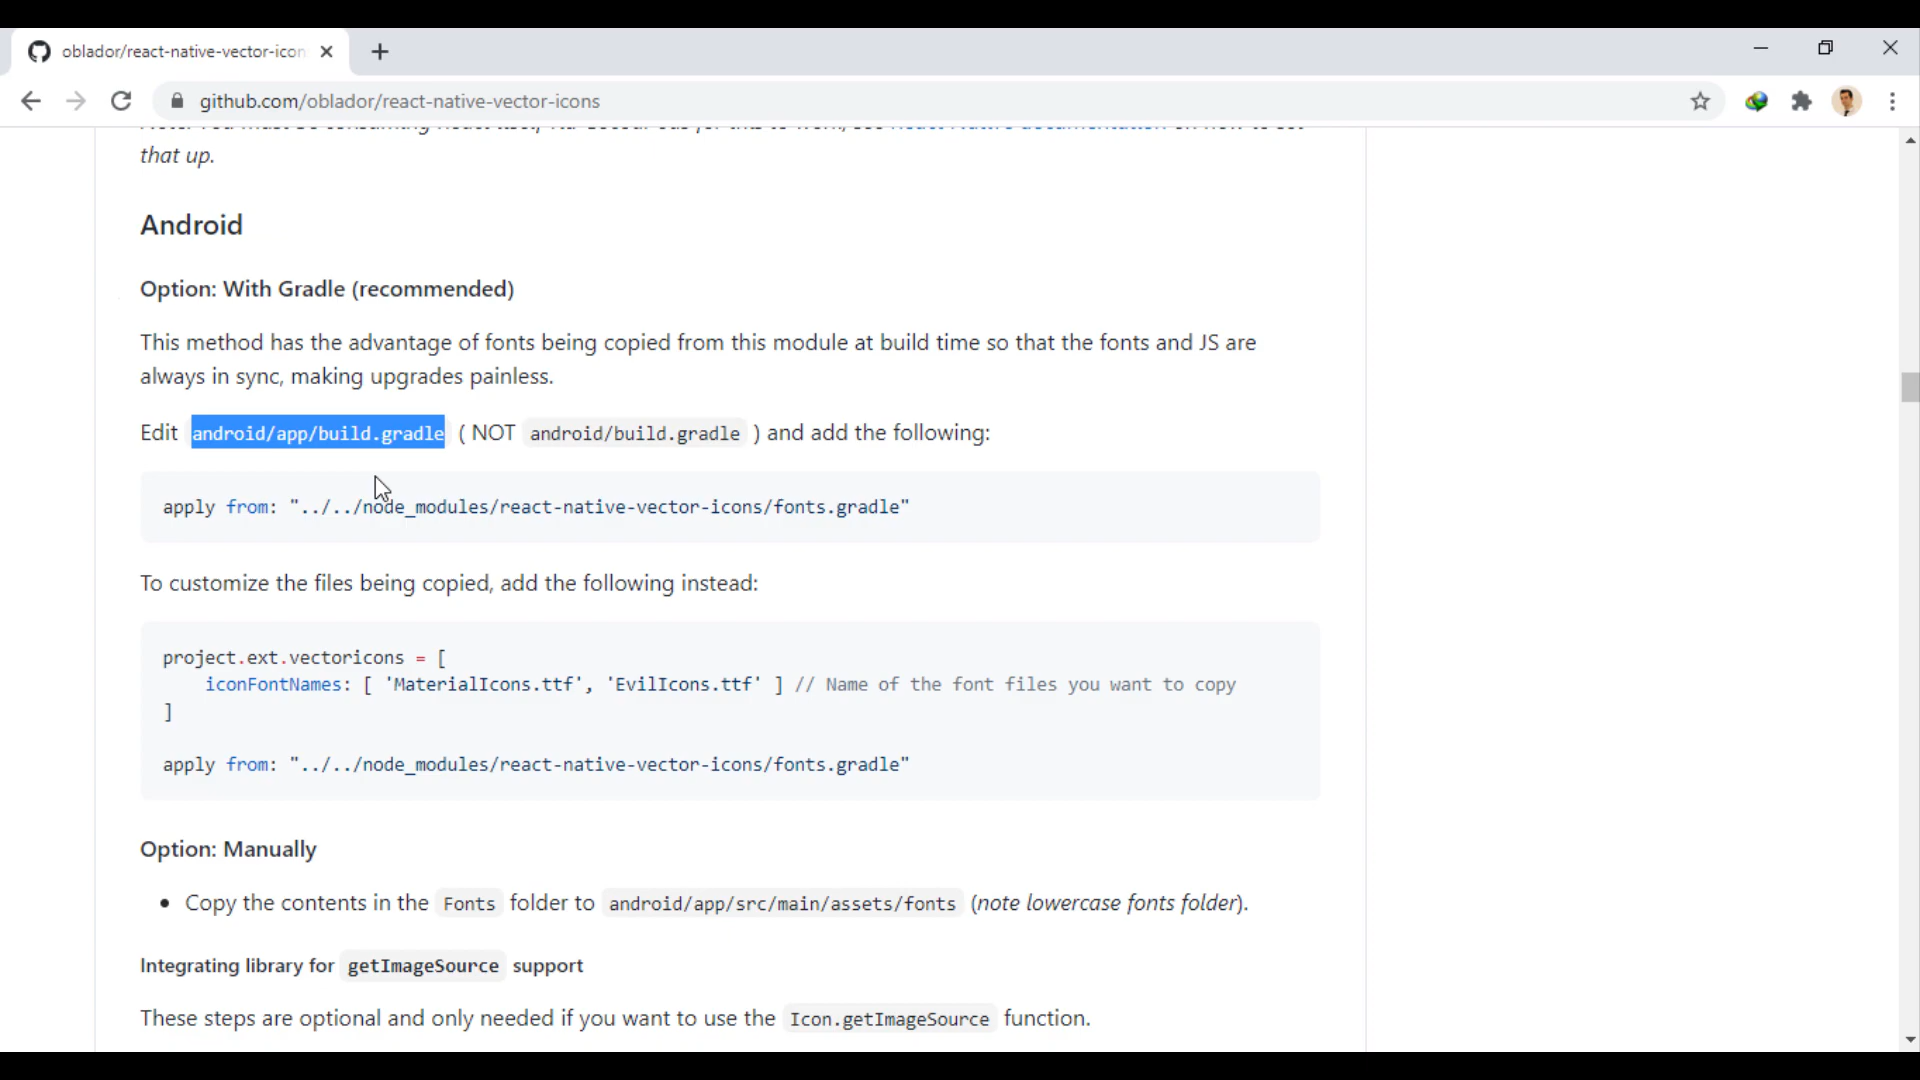 oblador/react-native-vector-icon
github.com/oblador/react-native-vector-icons
that up.
Android
Option: With Gradle (recommended)
This method has the advantage of fonts being copied from this module at build time so that the fonts and JS are
always in sync, making upgrades painless.
Edit android/app/build.gradle ( NOT android/build.gradle ) and add the following:
apply from: "../../node_modules/react-native-vector-icons/fonts.gradle"
To customize the files being copied, add the following instead:
project.ext.vectoricons = [
iconFontNames: [ 'MaterialIcons.ttf', 'EvilIcons.ttf' ] // Name of the font files you want to copy
]
apply from: "../../node_modules/react-native-vector-icons/fonts.gradle"
Option: Manually
• Copy the contents in the Fonts folder to android/app/src/main/assets/fonts (note lowercase fonts folder).
Integrating library for getImageSource support
These steps are optional and only needed if you want to use the Icon.getImageSource function.